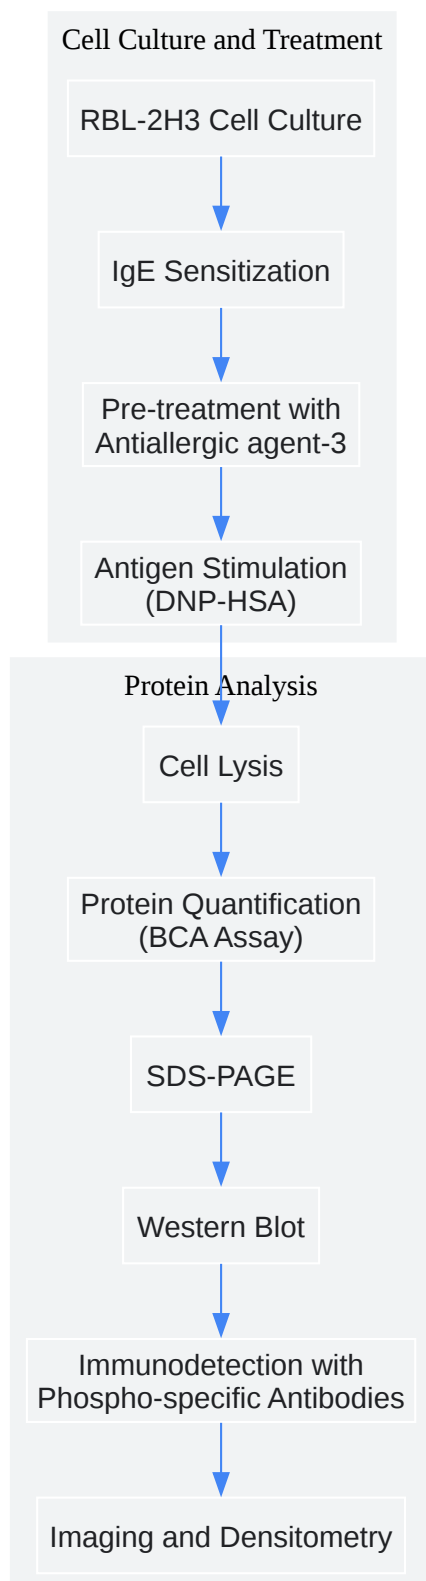 Cell Culture and Treatment
RBL-2H3 Cell Culture
IgE Sensitization
Pre-treatment with
Antiallergic agent-3
Antigen Stimulation
(DNP-HSA)
Protein Analysis
Cell Lysis
Protein Quantification
(BCA Assay)
SDS-PAGE
Western Blot
Immunodetection with
Phospho-specific Antibodies
Imaging and Densitometry